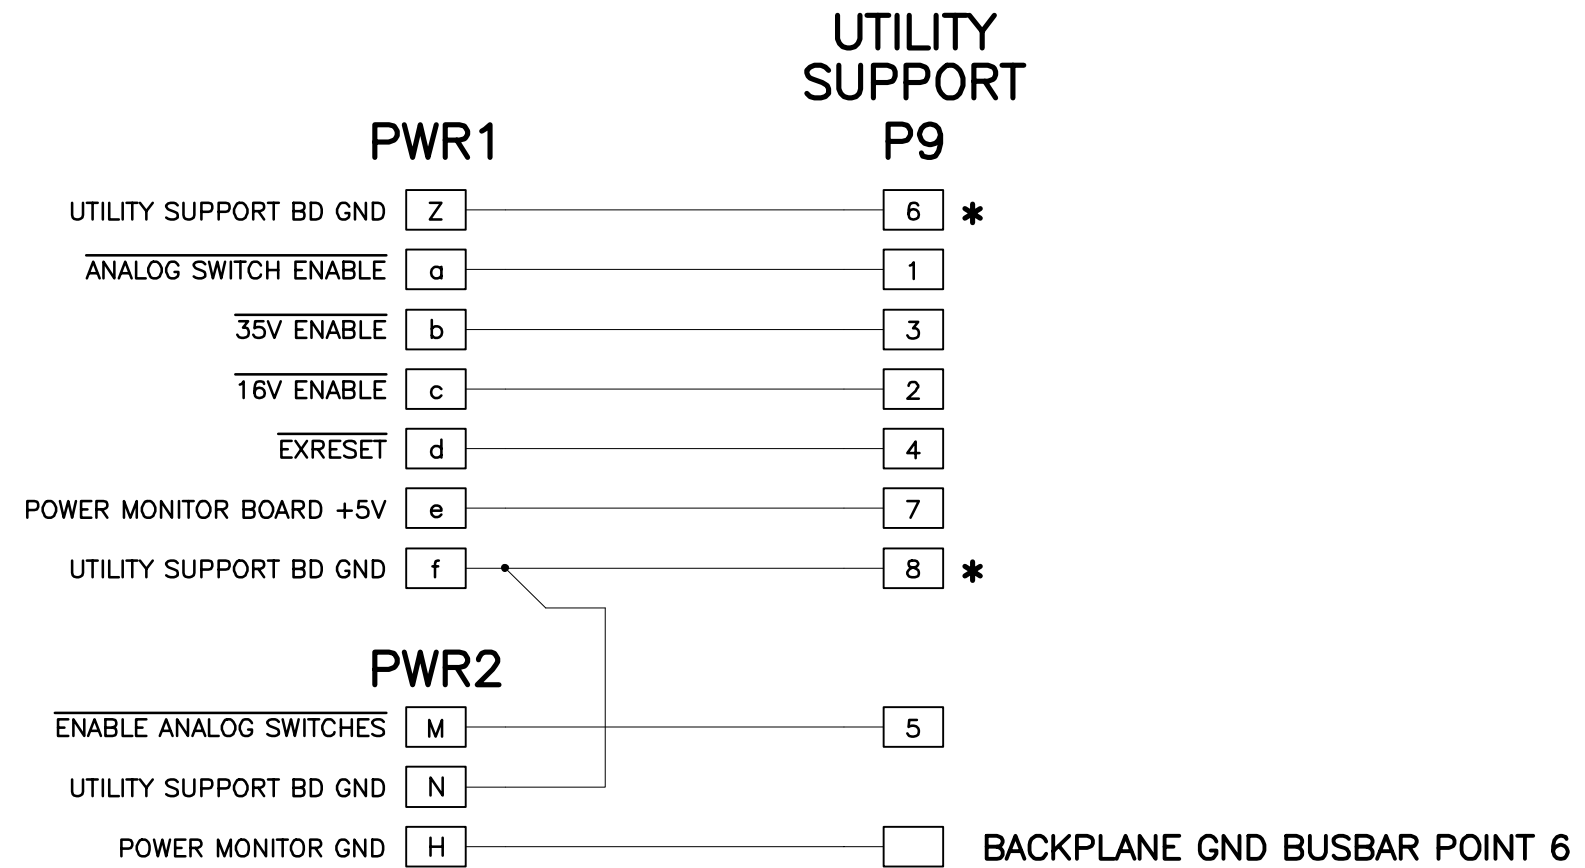 UTILITY
SUPPORT
PWR1 P9
UTILITY SUPPORT BD GND Z 6 *
ANALOG SWITCH ENABLE a 1
35V ENABLE b 3
16V ENABLE c 2
EXRESET d 4
POWER MONITOR BOARD +5V e 7
UTILITY SUPPORT BD GND f 8 *
PWR2
ENABLE ANALOG SWITCHES M 5
UTILITY SUPPORT BD GND N
POWER MONITOR GND H BACKPLANE GND BUSBAR POINT 6